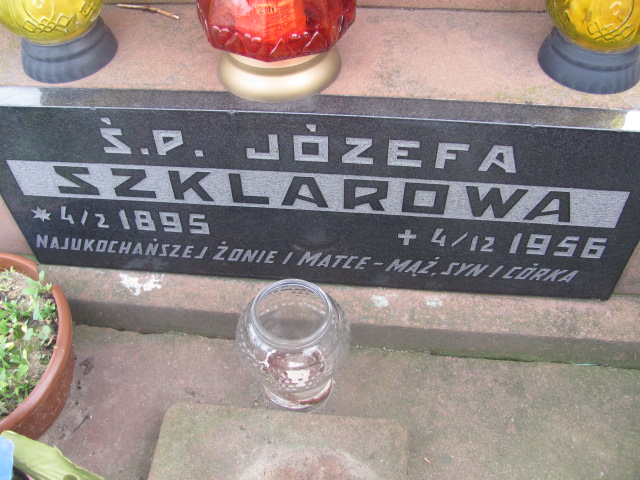 Ś.P. JÓZEFA
SZKLAROWA
* 4/2 1895 + 4/12 1956
NAJUKOCHAŃSZEJ ŻONIE I MATCE – MĄŻ, SYN I CÓRKA